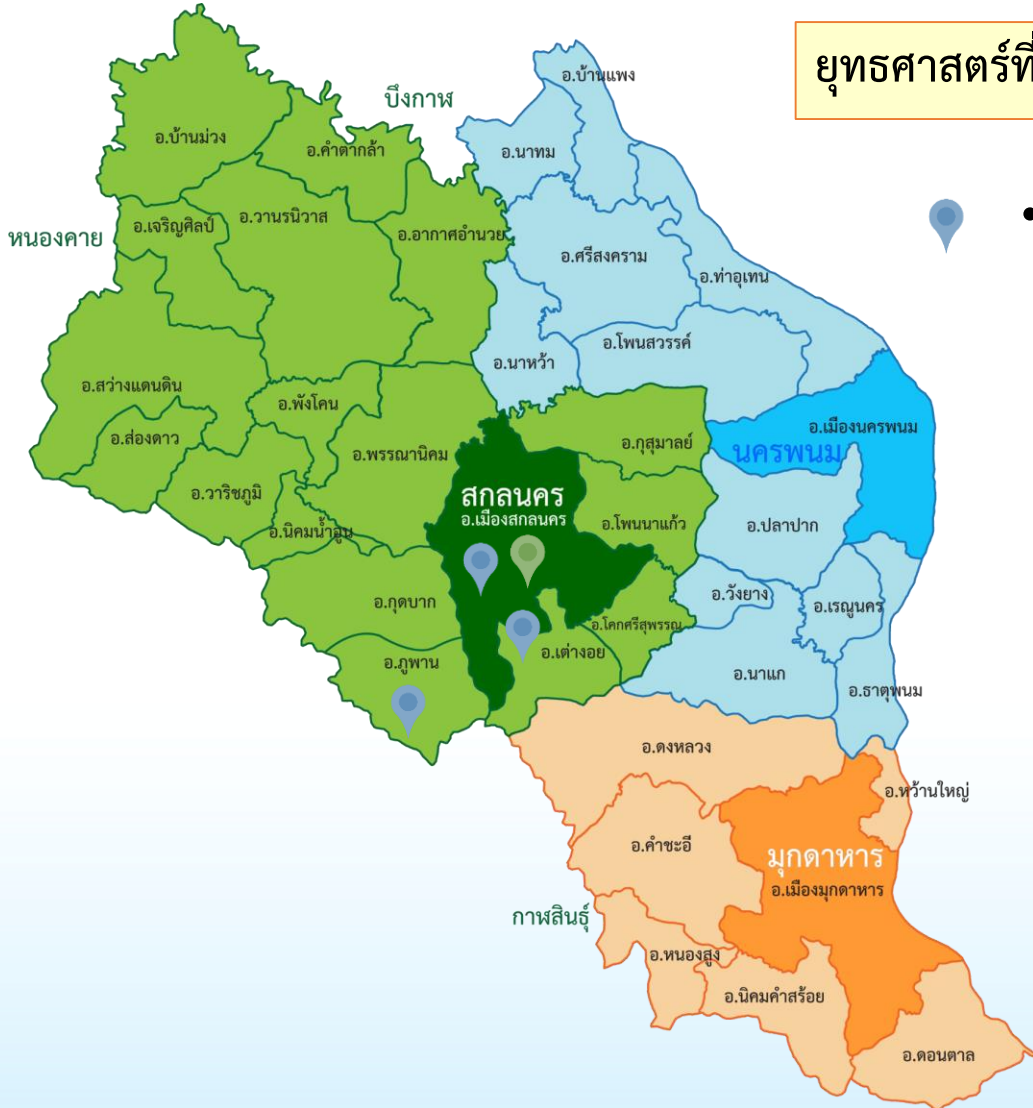 ยุทธศาสตร์ที่
•
อ.บ้านแพง
บึงกาฬ
อ.บ้านม่วง
อ.คำตากล้า
อ.นาทม
หนองคาย
อ.เจริญศิลป์
อ.วานรนิวาส
อ.อากาศอำนวย
อ.ศรีสงคราม
อ.ท่าอุเทน
อ.โพนสวรรค์
อ.นาหว้า
อ.สว่างแดนดิน
อ.พังโคน
อ.เมืองนครพนม
อ.ส่องดาว
อ.พรรณานิคม
อ.กุสุมาลย์
นครพนม
อ.วาริชภูมิ
สกลนคร
อ.เมืองสกลนคร
อ.นิคมน้ำอูน
อ.โพนนาแก้ว
อ.ปลาปาก
อ.กุดบาก
อ.วังยาง
อ.เรณูนคร
อ.โคกศรีสุพรรณ
อ.ภูพาน
อ.เต่างอย
อ.นาแก
อ.ธาตุพนม
อ.ดงหลวง
อ.หว้านใหญ่
อ.คำชะอี
มุกดาหาร
อ.เมืองมุกดาหาร
กาฬสินธุ์
อ.หนองสูง
อ.นิคมคำสร้อย
อ.ดอนตาล